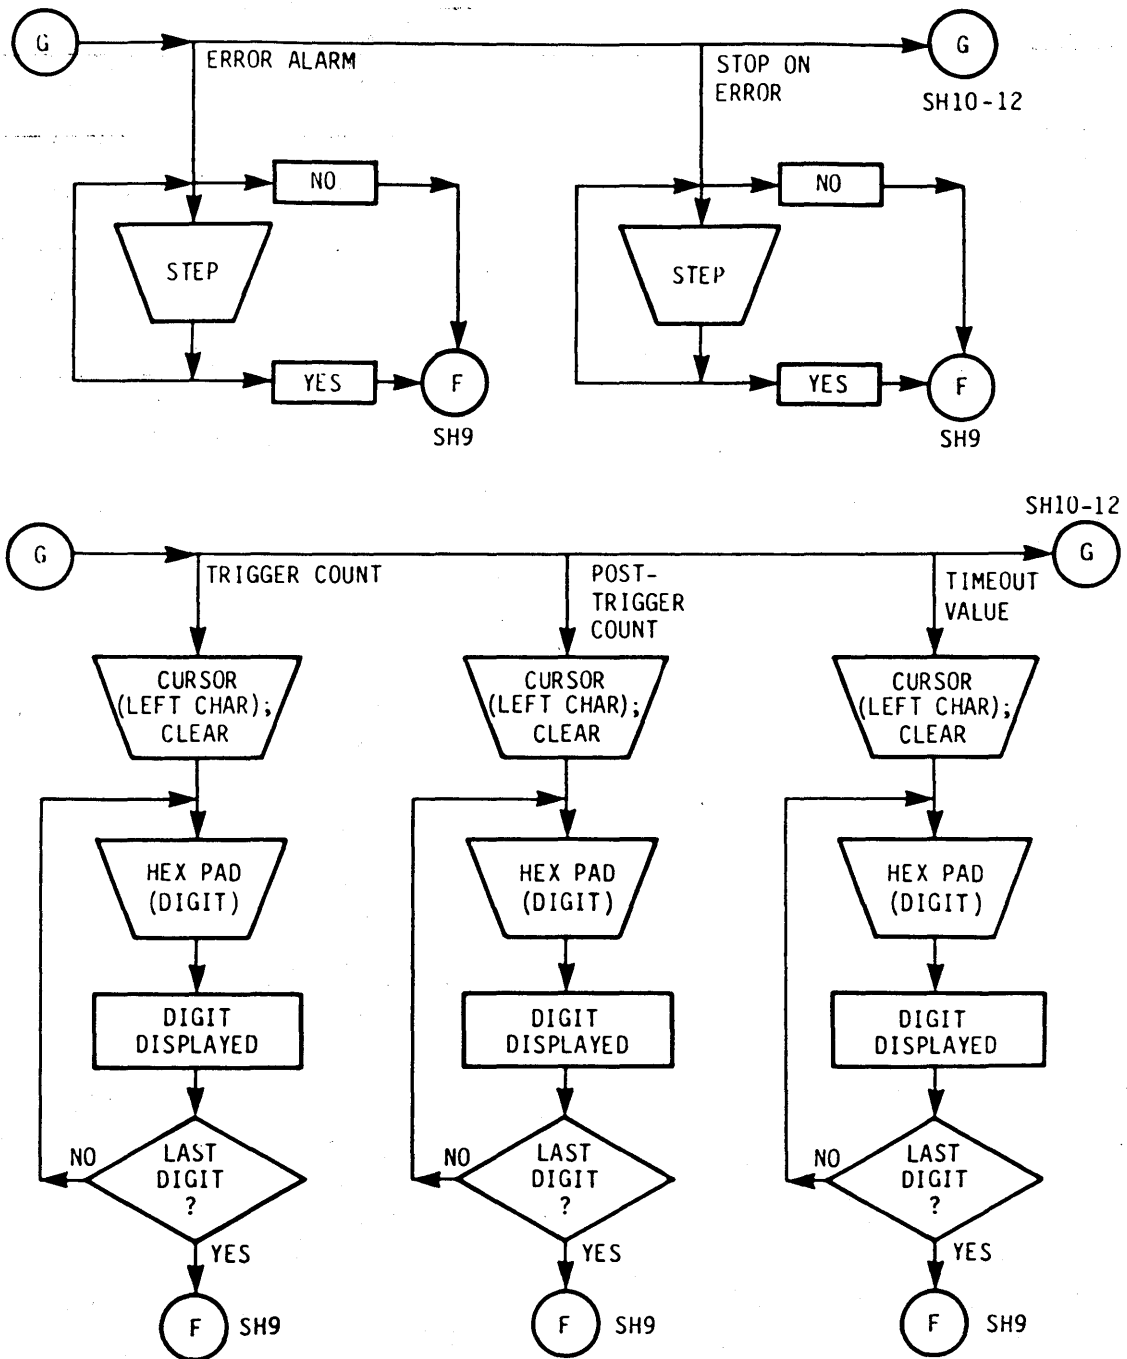 G
ERROR ALARM
STOP ON
ERROR
G
SH10-12
NO
STEP
YES
F
SH9
NO
STEP
YES
F
SH9
SH10-12
G
TRIGGER COUNT
POST-
TRIGGER
COUNT
TIMEOUT
VALUE
G
CURSOR
(LEFT CHAR);
CLEAR
HEX PAD
(DIGIT)
DIGIT
DISPLAYED
LAST
DIGIT
?
NO
YES
F
SH9
CURSOR
(LEFT CHAR);
CLEAR
HEX PAD
(DIGIT)
DIGIT
DISPLAYED
LAST
DIGIT
?
NO
YES
F
SH9
CURSOR
(LEFT CHAR);
CLEAR
HEX PAD
(DIGIT)
DIGIT
DISPLAYED
LAST
DIGIT
?
NO
YES
F
SH9